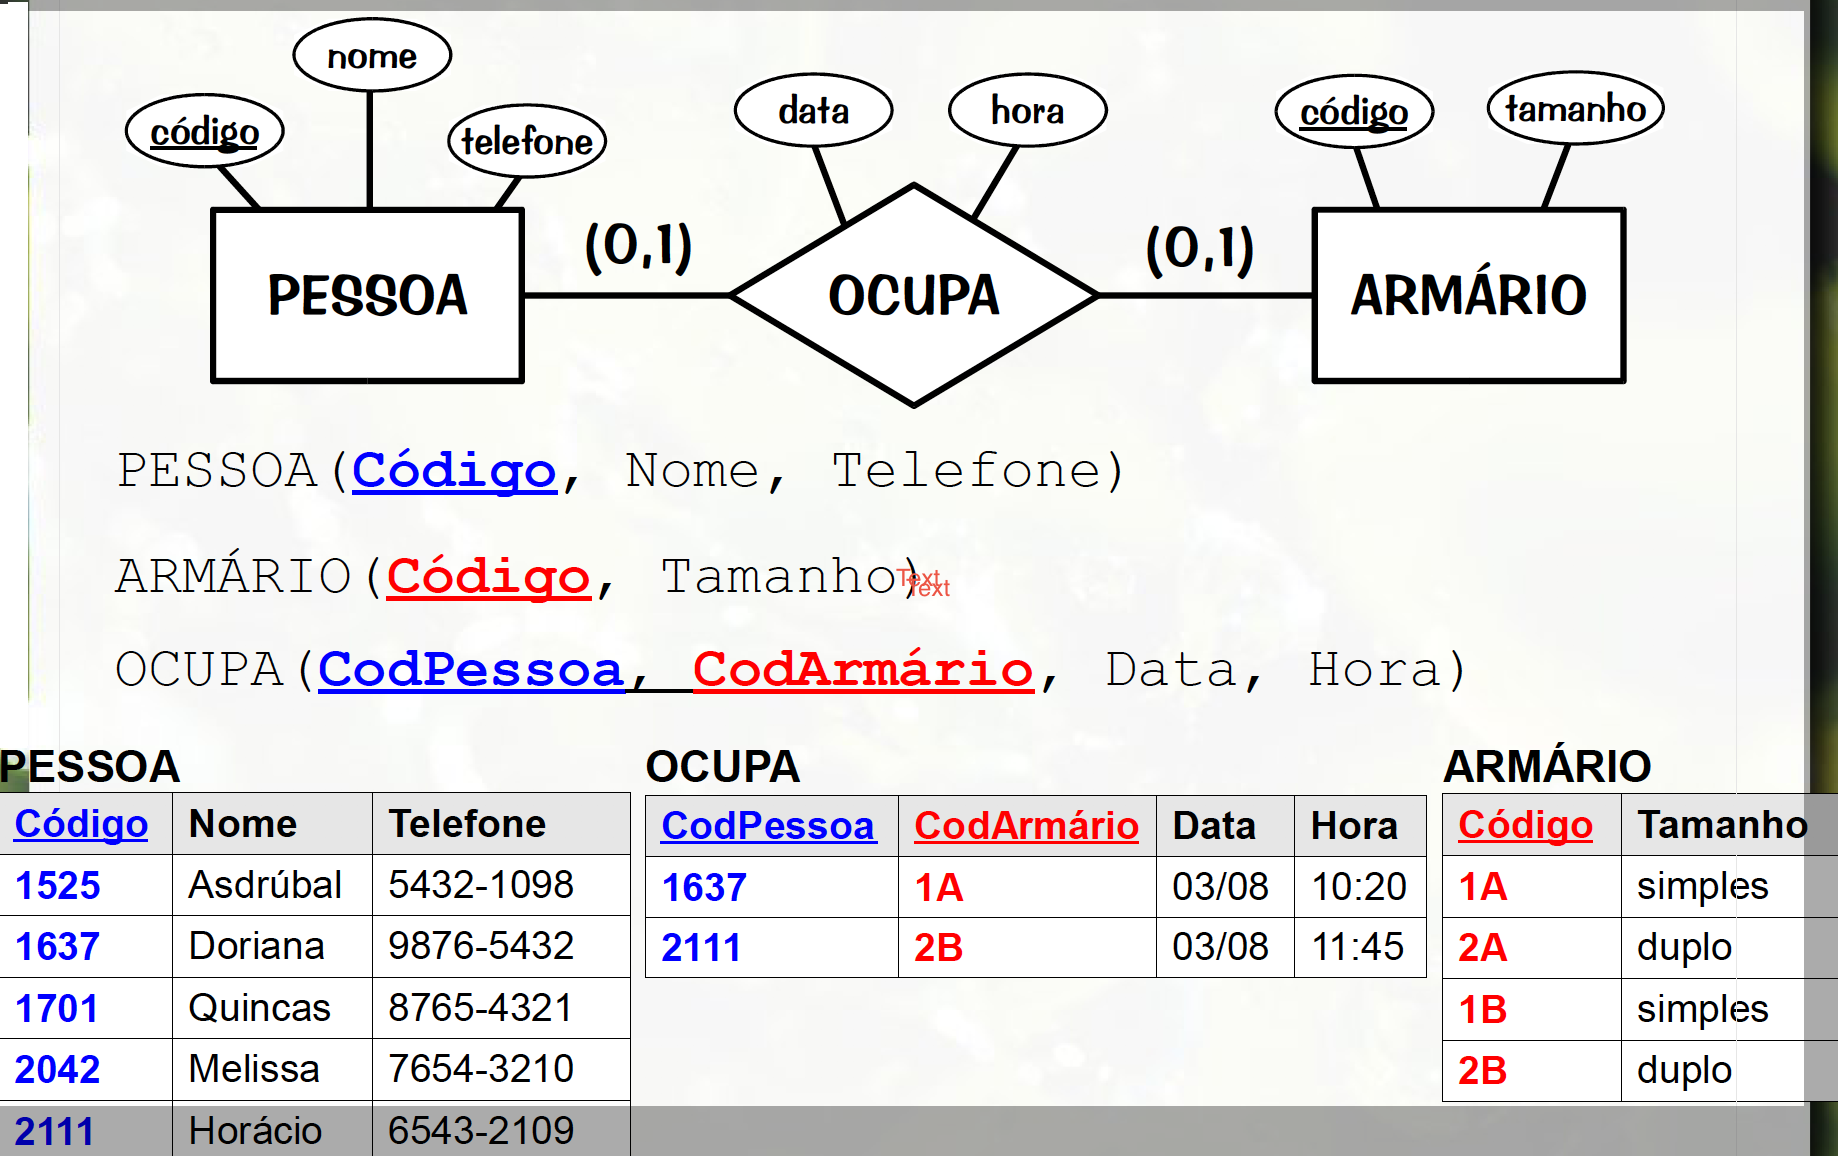 nome
código
telefone
data
hora
código
tamanho
PESSOA
(0,1)
OCUPA
(0,1)
ARMÁRIO
PESSOA(Código, Nome, Telefone)
ARMÁRIO(Código, Tamanho)
Text
Text
OCUPA(CodPessoa, CodArmário, Data, Hora)
PESSOA
Código Nome Telefone
1525 Asdrúbal 5432-1098
1637 Doriana 9876-5432
1701 Quincas 8765-4321
2042 Melissa 7654-3210
2111 Horácio 6543-2109
OCUPA
CodPessoa CodArmário Data Hora
1637 1A 03/08 10:20
2111 2B 03/08 11:45
ARMÁRIO
Código Tamanho
1A simples
2A duplo
1B simples
2B duplo